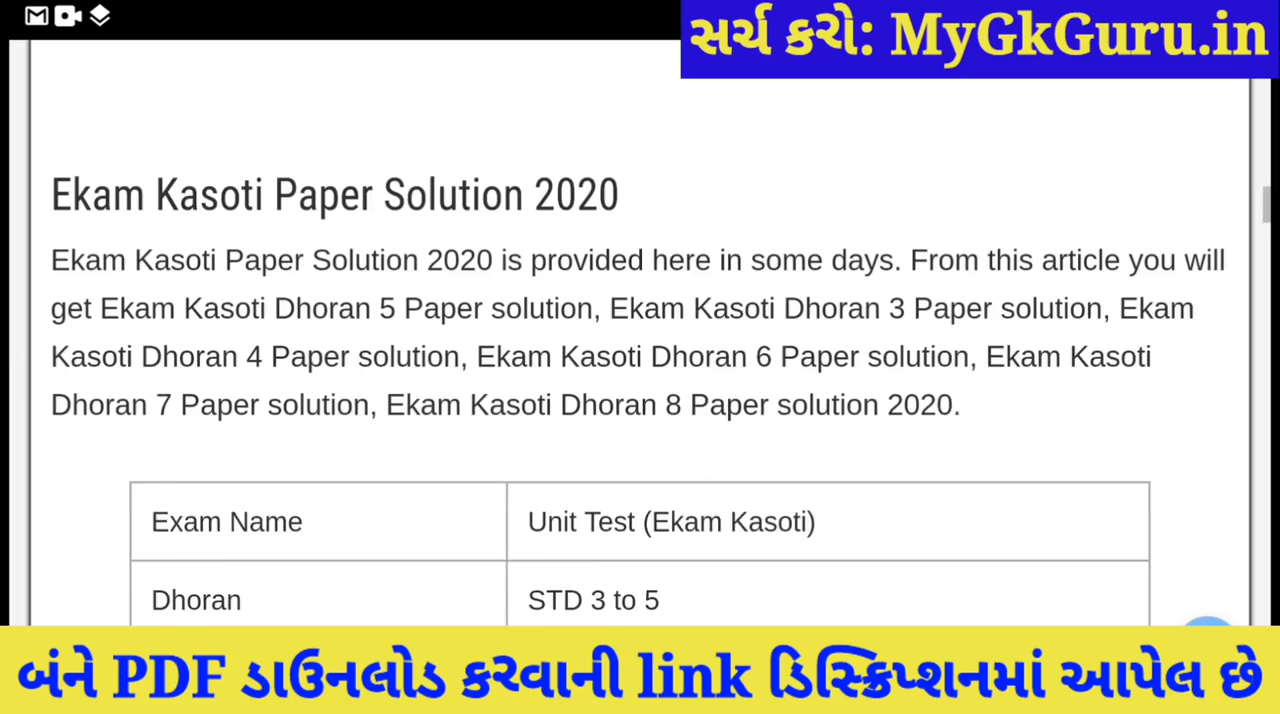 સર્ચ કરો: MyGkGuru.in
Ekam Kasoti Paper Solution 2020
Ekam Kasoti Paper Solution 2020 is provided here in some days. From this article you will
get Ekam Kasoti Dhoran 5 Paper solution, Ekam Kasoti Dhoran 3 Paper solution, Ekam
Kasoti Dhoran 4 Paper solution, Ekam Kasoti Dhoran 6 Paper solution, Ekam Kasoti
Dhoran 7 Paper solution, Ekam Kasoti Dhoran 8 Paper solution 2020.
Exam Name Unit Test (Ekam Kasoti)
Dhoran STD 3 to 5
બંને PDF ડાઉનલોડ કરવાની link ડિસ્ક્રિપ્શનમાં આપેલ છે